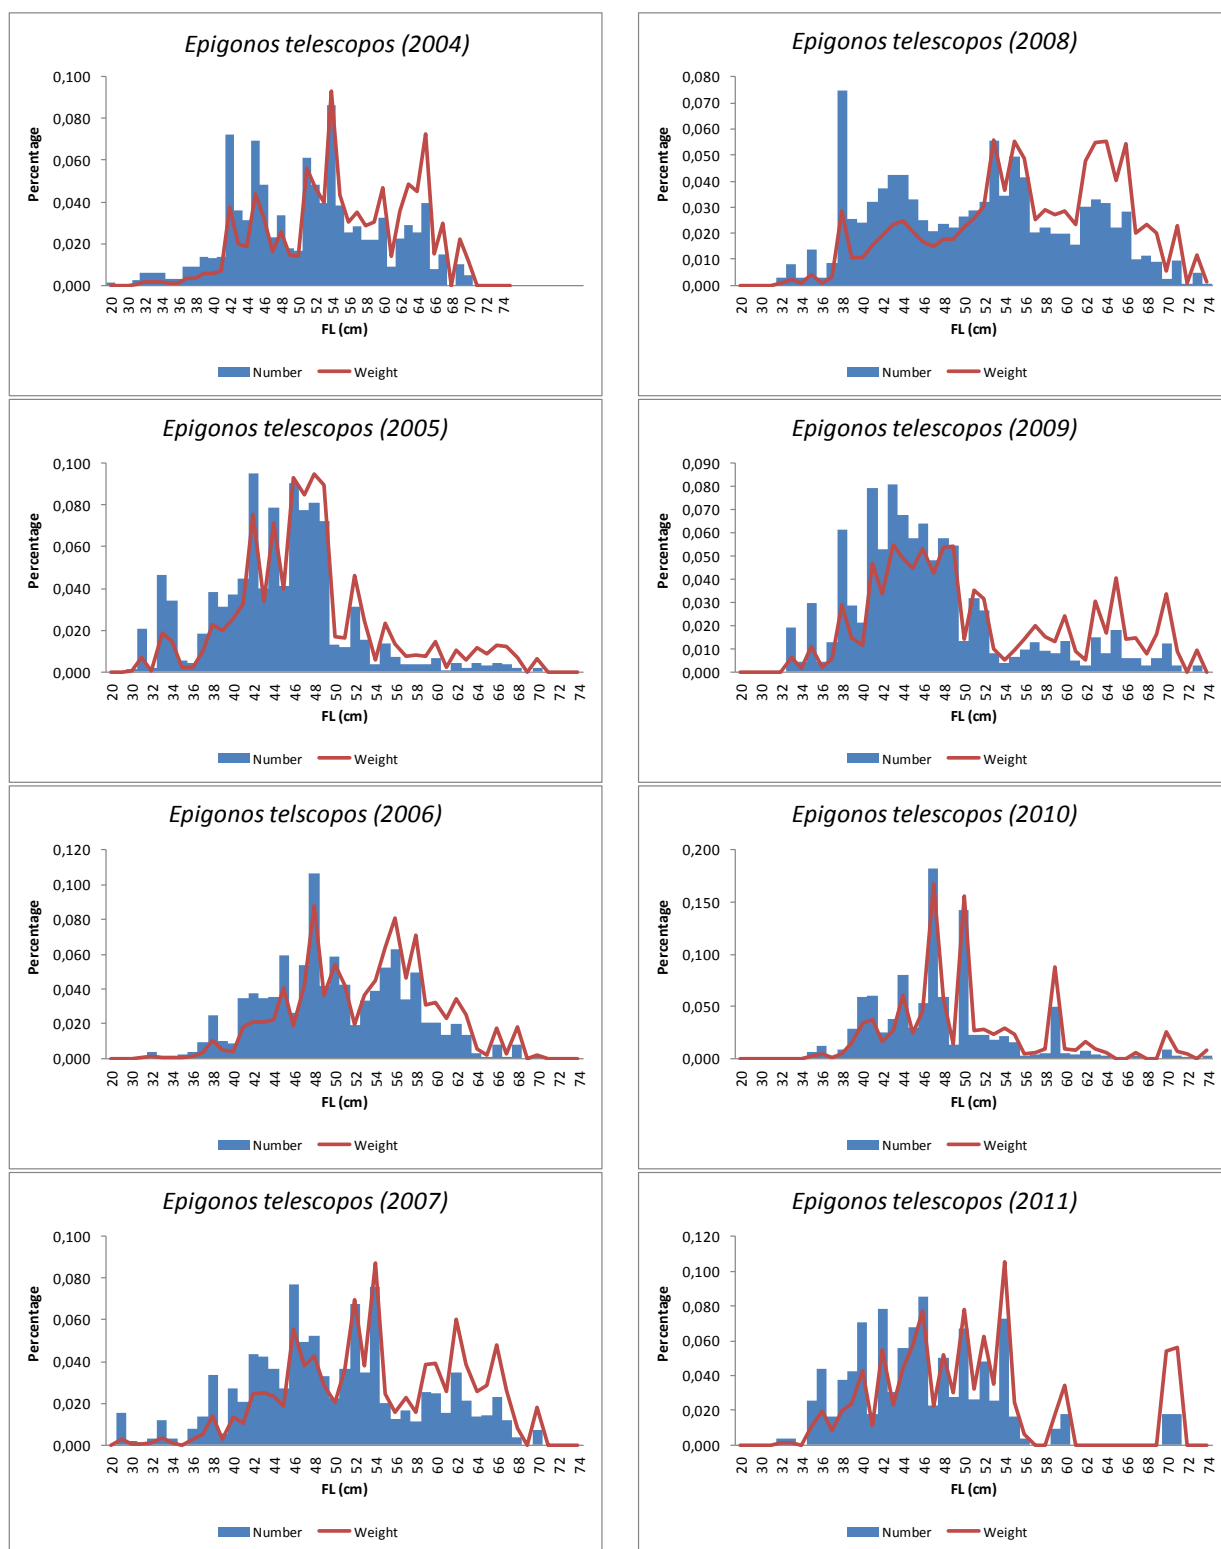 Epigonos telescopos (2004)
0,100
0,080
0,060
0,040
0,020
0,000
Percentage
20 30 32 34 36 38 40 42 44 46 48 50 52 54 56 58 60 62 64 66 68 70 72 74
FL (cm)
Number Weight
Epigonos telescopos (2008)
0,080
0,070
0,060
0,050
0,040
0,030
0,020
0,010
0,000
Percentage
20 30 32 34 36 38 40 42 44 46 48 50 52 54 56 58 60 62 64 66 68 70 72 74
FL (cm)
Number Weight
Epigonos telescopos (2005)
0,100
0,080
0,060
0,040
0,020
0,000
Percentage
20 30 32 34 36 38 40 42 44 46 48 50 52 54 56 58 60 62 64 66 68 70 72 74
FL (cm)
Number Weight
Epigonos telescopos (2009)
0,090
0,080
0,070
0,060
0,050
0,040
0,030
0,020
0,010
0,000
Percentage
20 30 32 34 36 38 40 42 44 46 48 50 52 54 56 58 60 62 64 66 68 70 72 74
FL (cm)
Number Weight
Epigonos telscopos (2006)
0,120
0,100
0,080
0,060
0,040
0,020
0,000
Percentage
20 30 32 34 36 38 40 42 44 46 48 50 52 54 56 58 60 62 64 66 68 70 72 74
FL (cm)
Number Weight
Epigonos telescopos (2010)
0,200
0,150
0,100
0,050
0,000
Percentage
20 30 32 34 36 38 40 42 44 46 48 50 52 54 56 58 60 62 64 66 68 70 72 74
FL (cm)
Number Weight
Epigonos telescopos (2007)
0,100
0,080
0,060
0,040
0,020
0,000
Percentage
20 30 32 34 36 38 40 42 44 46 48 50 52 54 56 58 60 62 64 66 68 70 72 74
FL (cm)
Number Weight
Epigonos telescopos (2011)
0,120
0,100
0,080
0,060
0,040
0,020
0,000
Percentage
20 30 32 34 36 38 40 42 44 46 48 50 52 54 56 58 60 62 64 66 68 70 72 74
FL (cm)
Number Weight